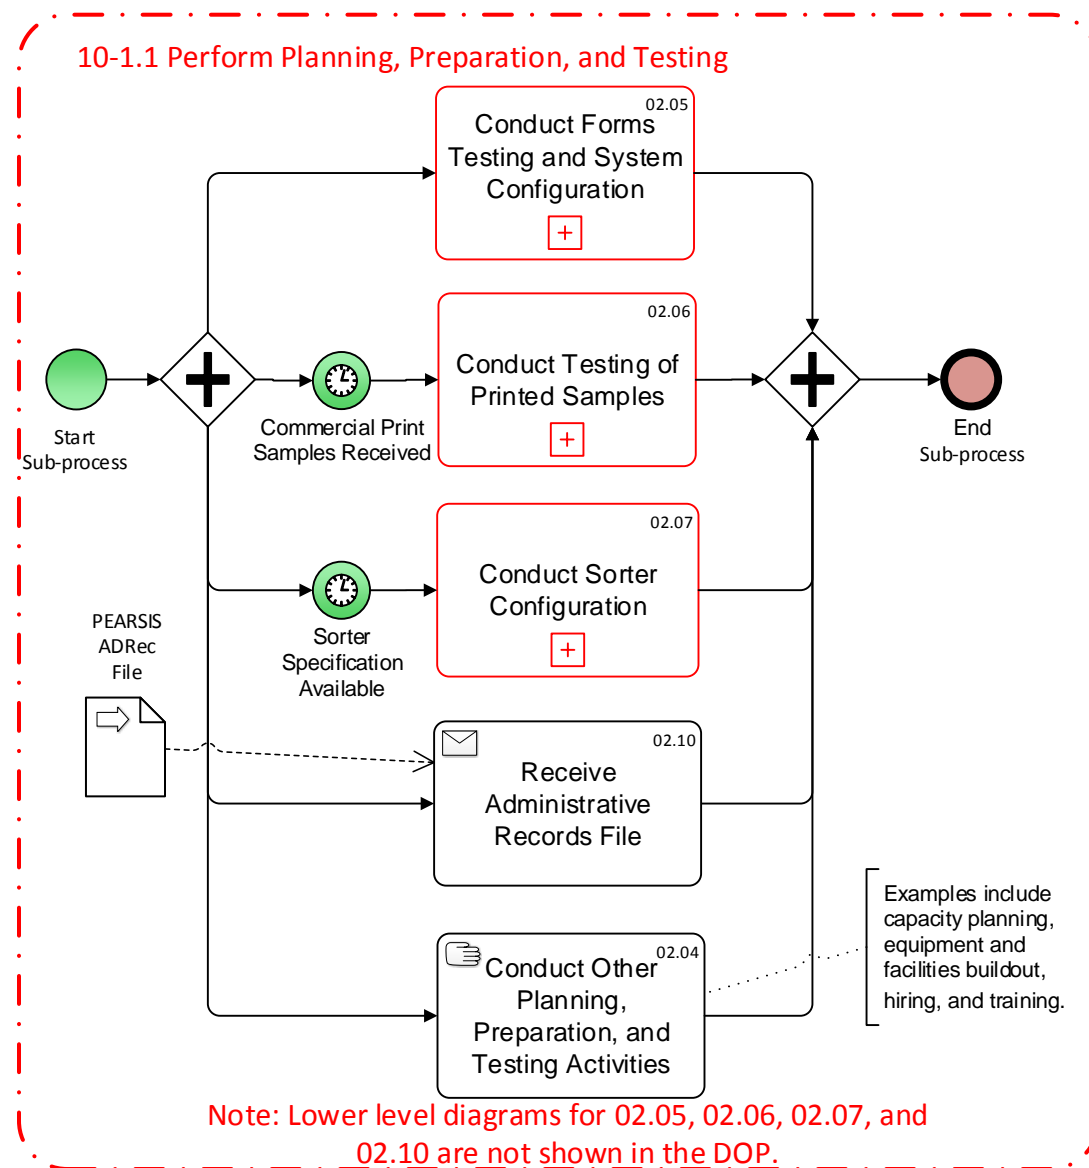 10-1.1 Perform Planning, Preparation, and Testing
02.05
Conduct Forms
Testing and System
Configuration
02.06
Conduct Testing of
Printed Samples
Start
Sub-process
Commercial Print
Samples Received
End
Sub-process
02.07
Conduct Sorter
Configuration
Sorter
Specification
Available
PEARSIS
ADRec
File
02.10
Receive
Administrative
Records File
02.04
Conduct Other
Planning,
Preparation, and
Testing Activities
Examples include
capacity planning,
equipment and
facilities buildout,
hiring, and training.
Note: Lower level diagrams for 02.05, 02.06, 02.07, and
02.10 are not shown in the DOP.